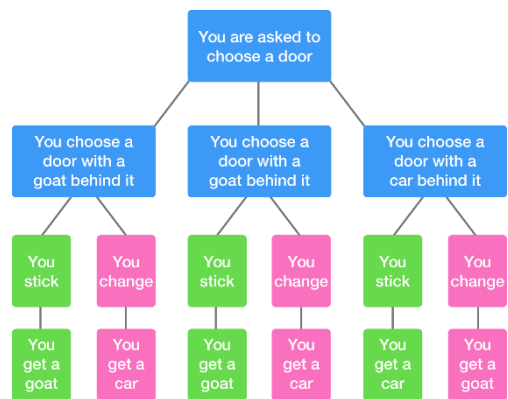 You are asked to
choose a door
You choose a
door with a
goat behind it
You choose a
door with a
goat behind it
You choose a
door with a
car behind it
You
stick
You
change
You
stick
You
change
You
stick
You
change
You
get a
goat
You
get a
car
You
get a
goat
You
get a
car
You
get a
car
You
get a
goat